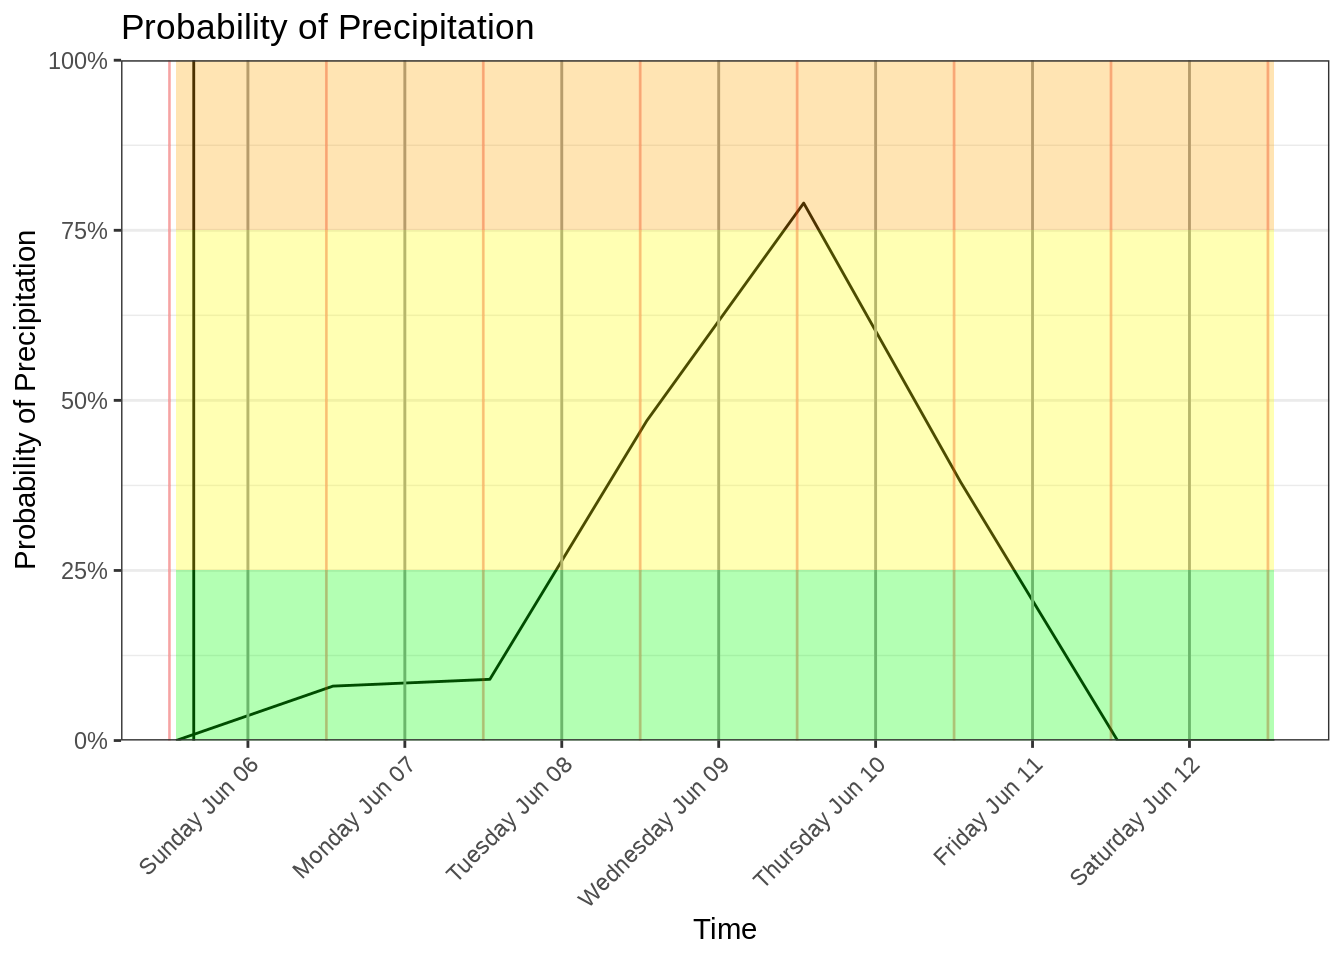 Probability of Precipitation
Probability of Precipitation
100%
75%
50%
25%
0%
Sunday Jun 06
Monday Jun 07
Tuesday Jun 08
Wednesday Jun 09
Thursday Jun 10
Friday Jun 11
Saturday Jun 12
Time